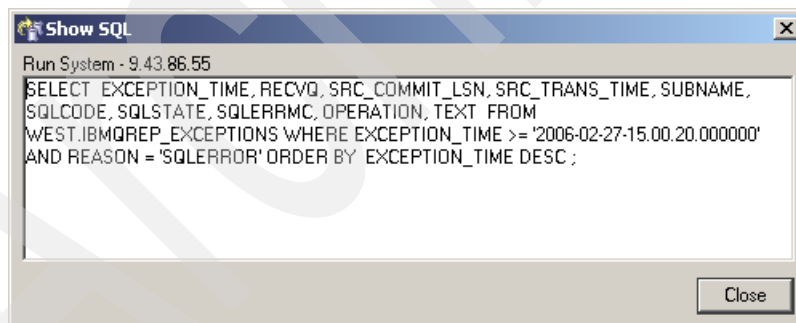 Show SQL
Run System - 9.43.86.55
SELECT EXCEPTION_TIME, RECVQ, SRC_COMMIT_LSN, SRC_TRANS_TIME, SUBNAME,
SQLCODE, SQLSTATE, SQLERRMC, OPERATION, TEXT FROM
WEST.IBMQREP_EXCEPTIONS WHERE EXCEPTION_TIME >= '2006-02-27-15.00.20.000000'
AND REASON = 'SQLERROR' ORDER BY EXCEPTION_TIME DESC ;
Close